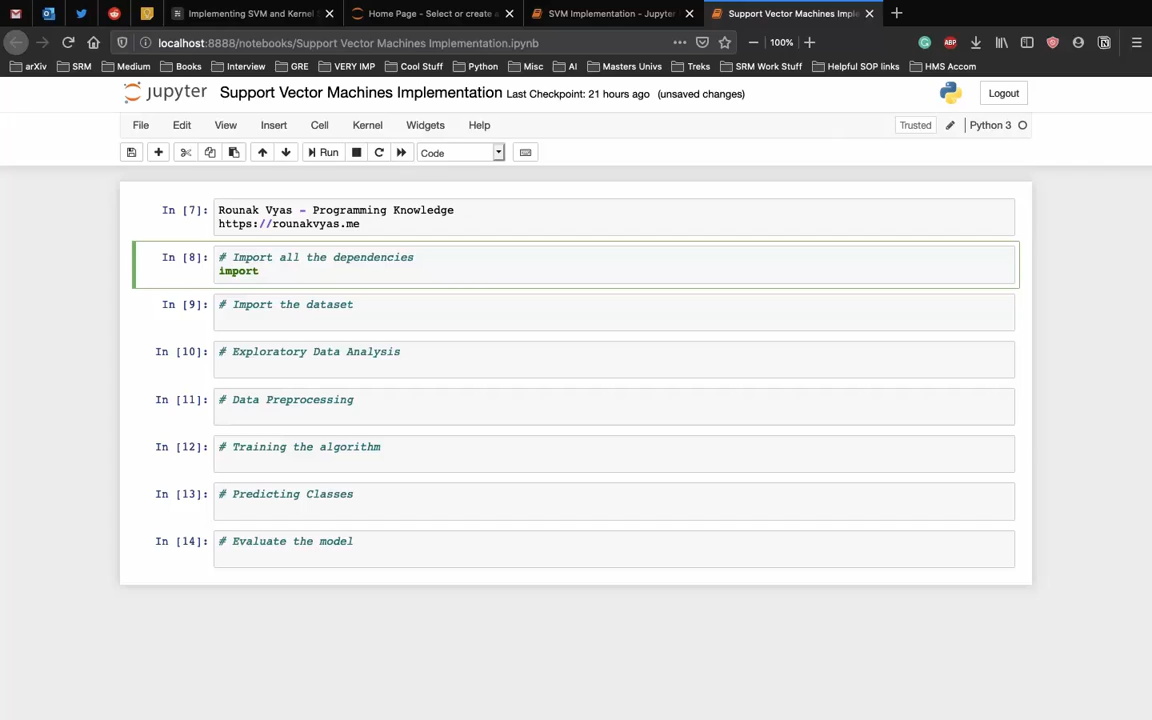 Implementing SVM and Kernel S
Home Page - Select or create a
SVM Implementation - Jupyter
Support Vector Machines Imple
localhost:8888/notebooks/Support Vector Machines Implementation.ipynb
100%
ABP
arXiv SRM Medium Books Interview GRE VERY IMP Cool Stuff Python Misc AI Masters Univs Treks SRM Work Stuff Helpful SOP links HMS Accom
jupyter Support Vector Machines Implementation Last Checkpoint: 21 hours ago (unsaved changes) Logout
File Edit View Insert Cell Kernel Widgets Help Trusted Python 3
Run Code
In [7]: Rounak Vyas - Programming Knowledge
https://rounakvyas.me
In [8]: # Import all the dependencies
import
In [9]: # Import the dataset
In [10]: # Exploratory Data Analysis
In [11]: # Data Preprocessing
In [12]: # Training the algorithm
In [13]: # Predicting Classes
In [14]: # Evaluate the model